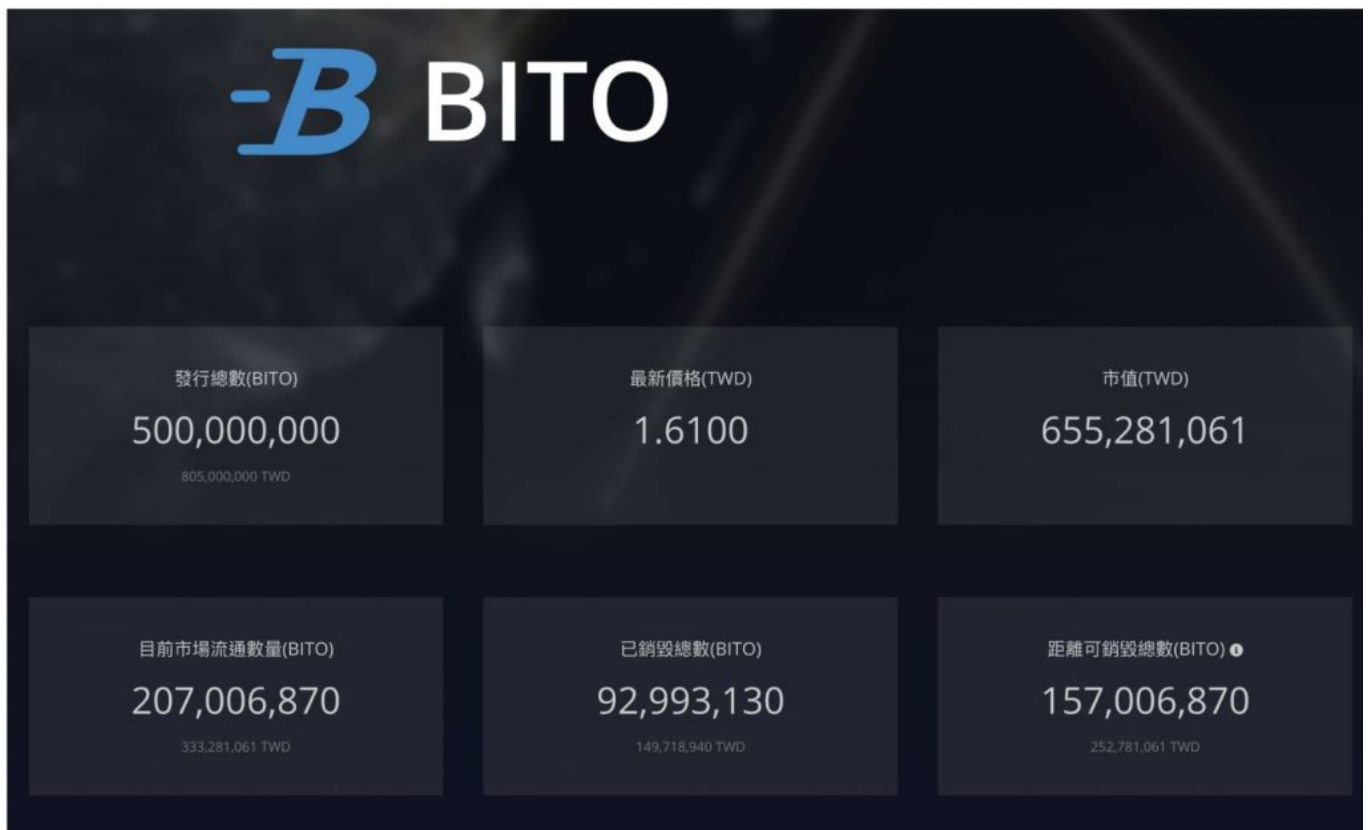 BITO
發行總數(BITO)
500,000,000
805,000,000 TWD
最新價格(TWD)
1.6100
市值(TWD)
655,281,061
目前市場流通數量(BITO)
207,006,870
333,281,061 TWD
已銷毀總數(BITO)
92,993,130
149,718,940 TWD
距離可銷毀總數(BITO)
157,006,870
252,781,061 TWD